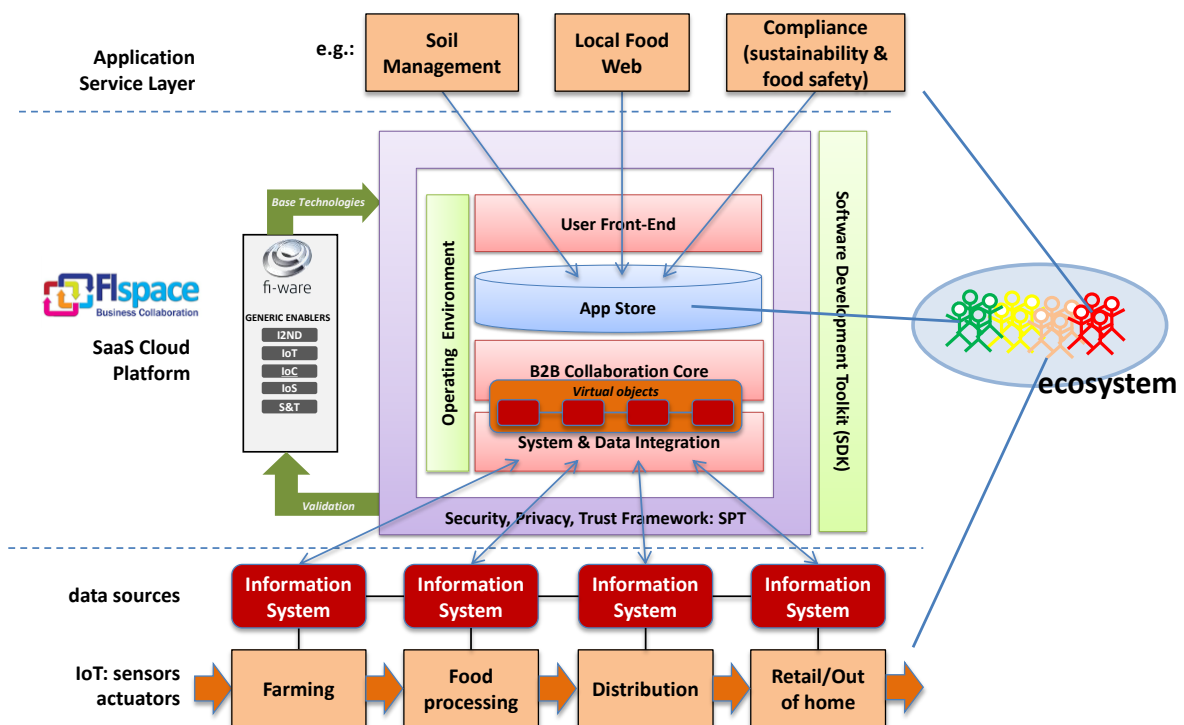 Application
Service Layer
e.g.:
Soil
Management
Local Food
Web
Compliance
(sustainability &
food safety)
Base Technologies
fi-ware
GENERIC ENABLERS
I2ND
IoT
IoC
IoS
S&T
Validation
FIspace
Business Collaboration
SaaS Cloud
Platform
Operating Environment
User Front-End
App Store
B2B Collaboration Core
Virtual objects
System & Data Integration
Security, Privacy, Trust Framework: SPT
Software Development Toolkit (SDK)
ecosystem
data sources
Information
System
Information
System
Information
System
Information
System
IoT: sensors
actuators
Farming
Food
processing
Distribution
Retail/Out
of home